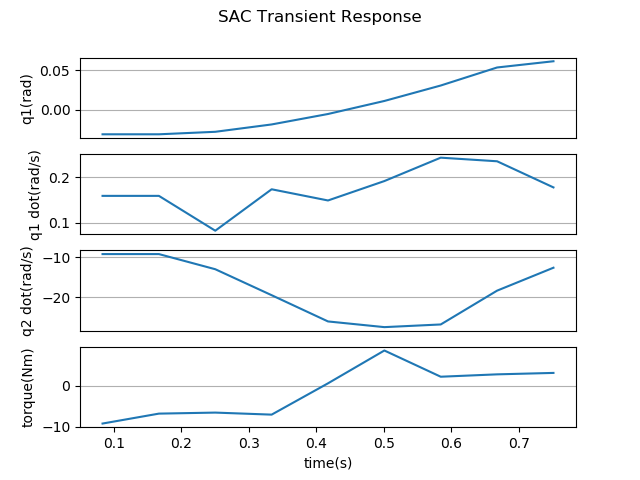 SAC Transient Response
q1(rad)
0.05
0.00
q1 dot(rad/s)
0.2
0.1
q2 dot(rad/s)
−10
−20
torque(Nm)
0
−10
0.1 0.2 0.3 0.4 0.5 0.6 0.7
time(s)